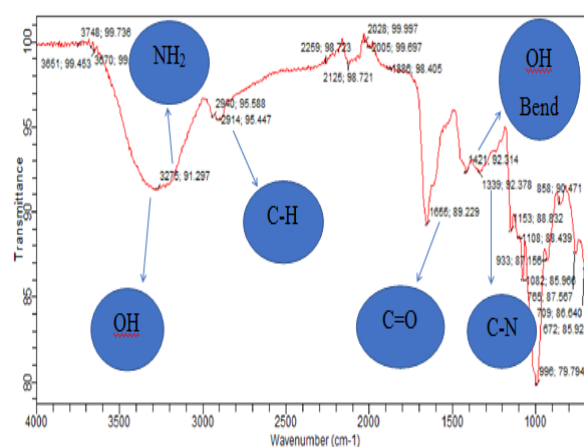 3748; 99.736
3670; 99
3651; 99.453
NH2
2259; 98.723
2028; 99.997
2005; 99.697
2126; 98.721
1886; 98.405
OH
Bend
2940; 95.588
2914; 95.447
3275; 91.297
1421; 92.314
1339; 92.378
858; 90.471
1666; 89.229
1153; 88.832
1108; 88.439
933; 87.156
1082; 85.966
765; 87.567
709; 86.640
672; 85.92
996; 79.794
C-H
OH
C=O
C-N
Transmittance
100
95
90
85
80
4000 3500 3000 2500 2000 1500 1000
Wavenumber (cm-1)